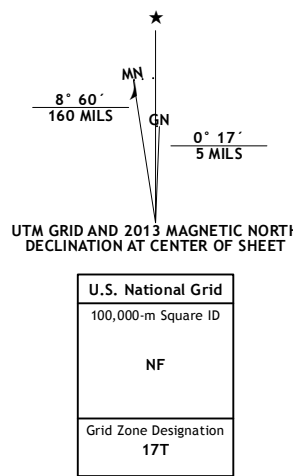 ★
MN
8° 60´
160 MILS
GN
0° 17´
5 MILS
UTM GRID AND 2013 MAGNETIC NORTH
DECLINATION AT CENTER OF SHEET
U.S. National Grid
100,000-m Square ID
NF
Grid Zone Designation
17T